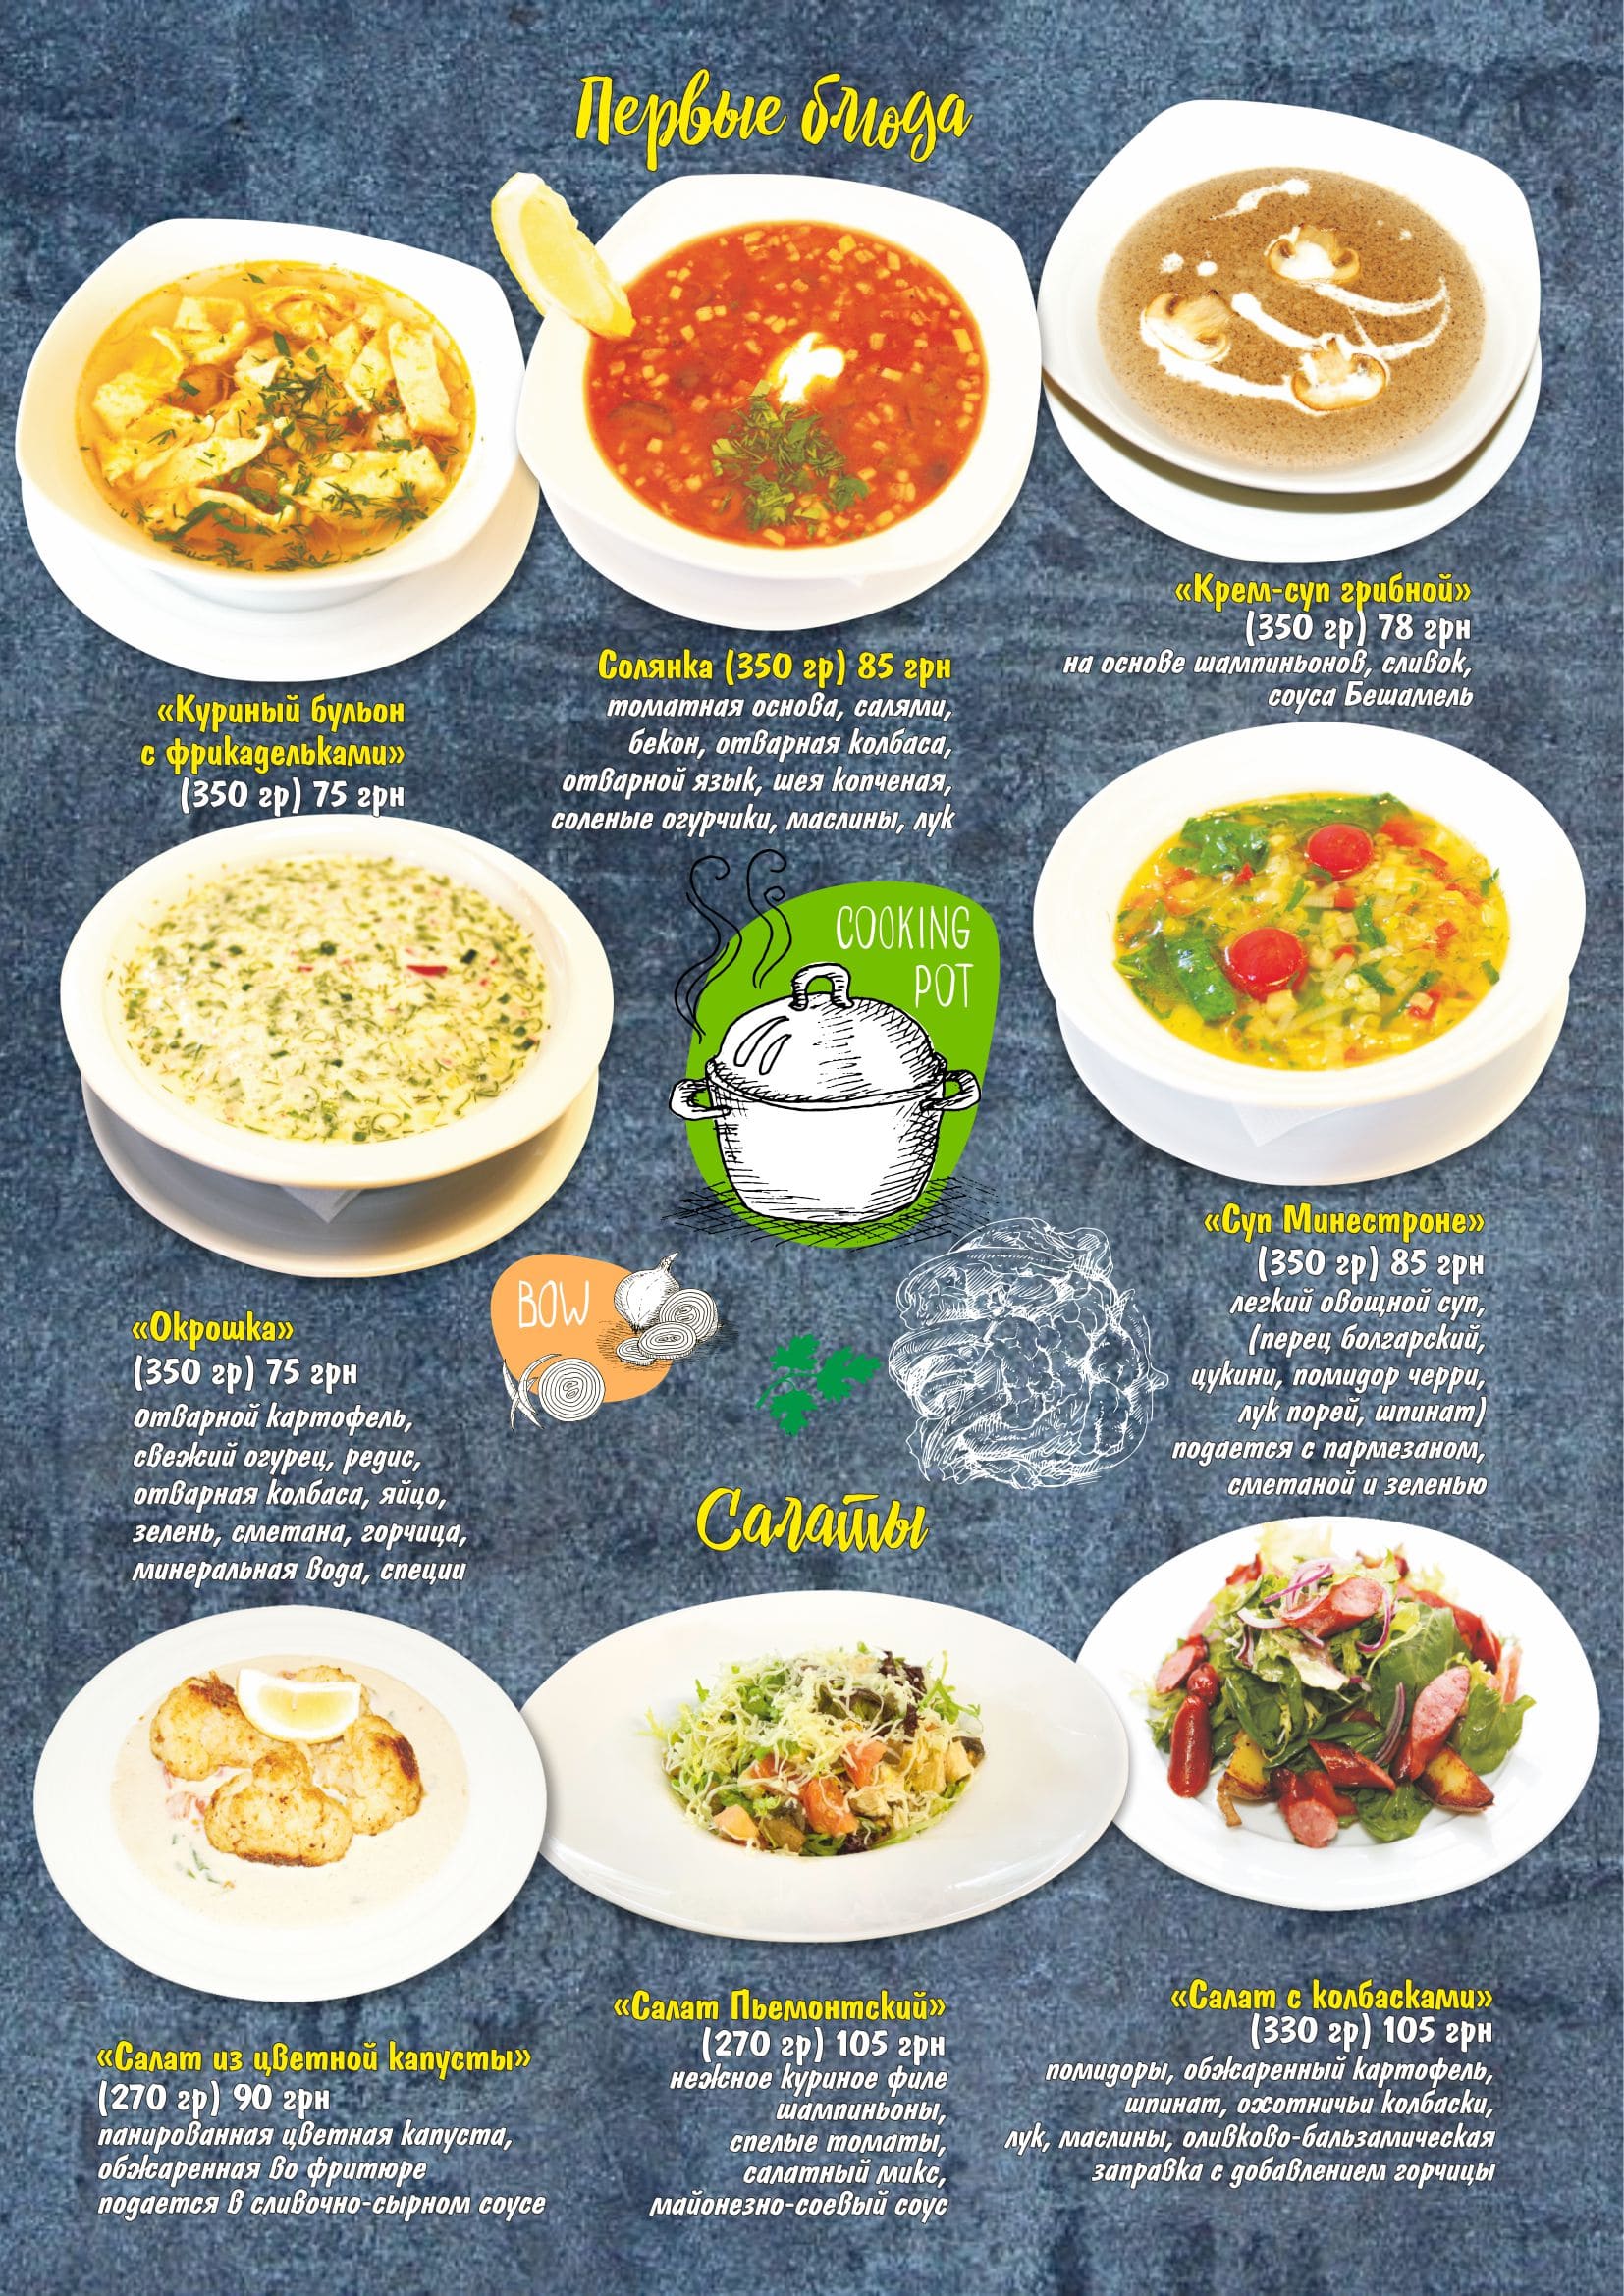 Первые блюда
«Куриный бульон
с фрикадельками»
(350 гр) 75 грн
Солянка (350 гр) 85 грн
томатная основа, салями,
бекон, отварная колбаса,
отварной язык, шея копченая,
соленые огурчики, маслины, лук
«Крем-суп грибной»
(350 гр) 78 грн
на основе шампиньонов, сливок,
соуса Бешамель
COOKING
POT
BOW
«Окрошка»
(350 гр) 75 грн
отварной картофель,
свежий огурец, редис,
отварная колбаса, яйцо,
зелень, сметана, горчица,
минеральная вода, специи
«Суп Минестроне»
(350 гр) 85 грн
легкий овощной суп,
(перец болгарский,
цукини, помидор черри,
лук порей, шпинат)
подается с пармезаном,
сметаной и зеленью
Салаты
«Салат из цветной капусты»
(270 гр) 90 грн
панированная цветная капуста,
обжаренная во фритюре
подается в сливочно-сырном соусе
«Салат Пьемонтский»
(270 гр) 105 грн
нежное куриное филе
шампиньоны,
спелые томаты,
салатный микс,
майонезно-соевый соус
«Салат с колбасками»
(330 гр) 105 грн
помидоры, обжаренный картофель,
шпинат, охотничьи колбаски,
лук, маслины, оливково-бальзамическая
заправка с добавлением горчицы